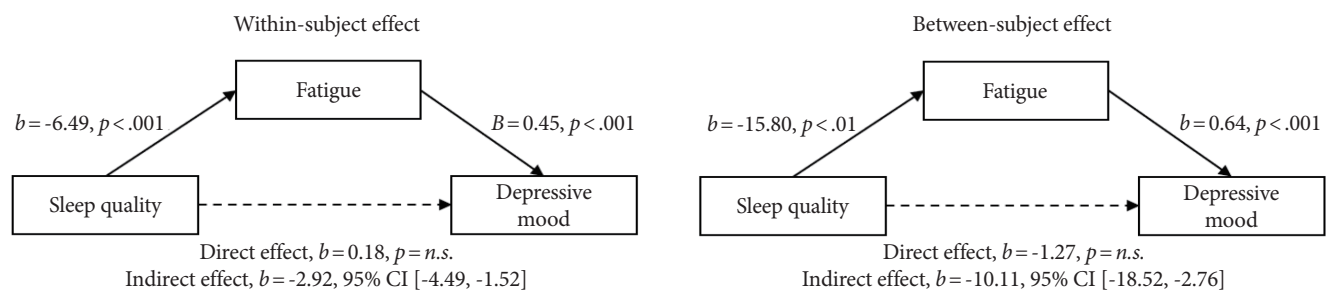 Within-subject effect
Fatigue
b = -6.49, p < .001
B = 0.45, p < .001
Sleep quality
Depressive
mood
Direct effect, b = 0.18, p = n.s.
Indirect effect, b = -2.92, 95% CI [-4.49, -1.52]
Between-subject effect
Fatigue
b = -15.80, p < .01
b = 0.64, p < .001
Sleep quality
Depressive
mood
Direct effect, b = -1.27, p = n.s.
Indirect effect, b = -10.11, 95% CI [-18.52, -2.76]